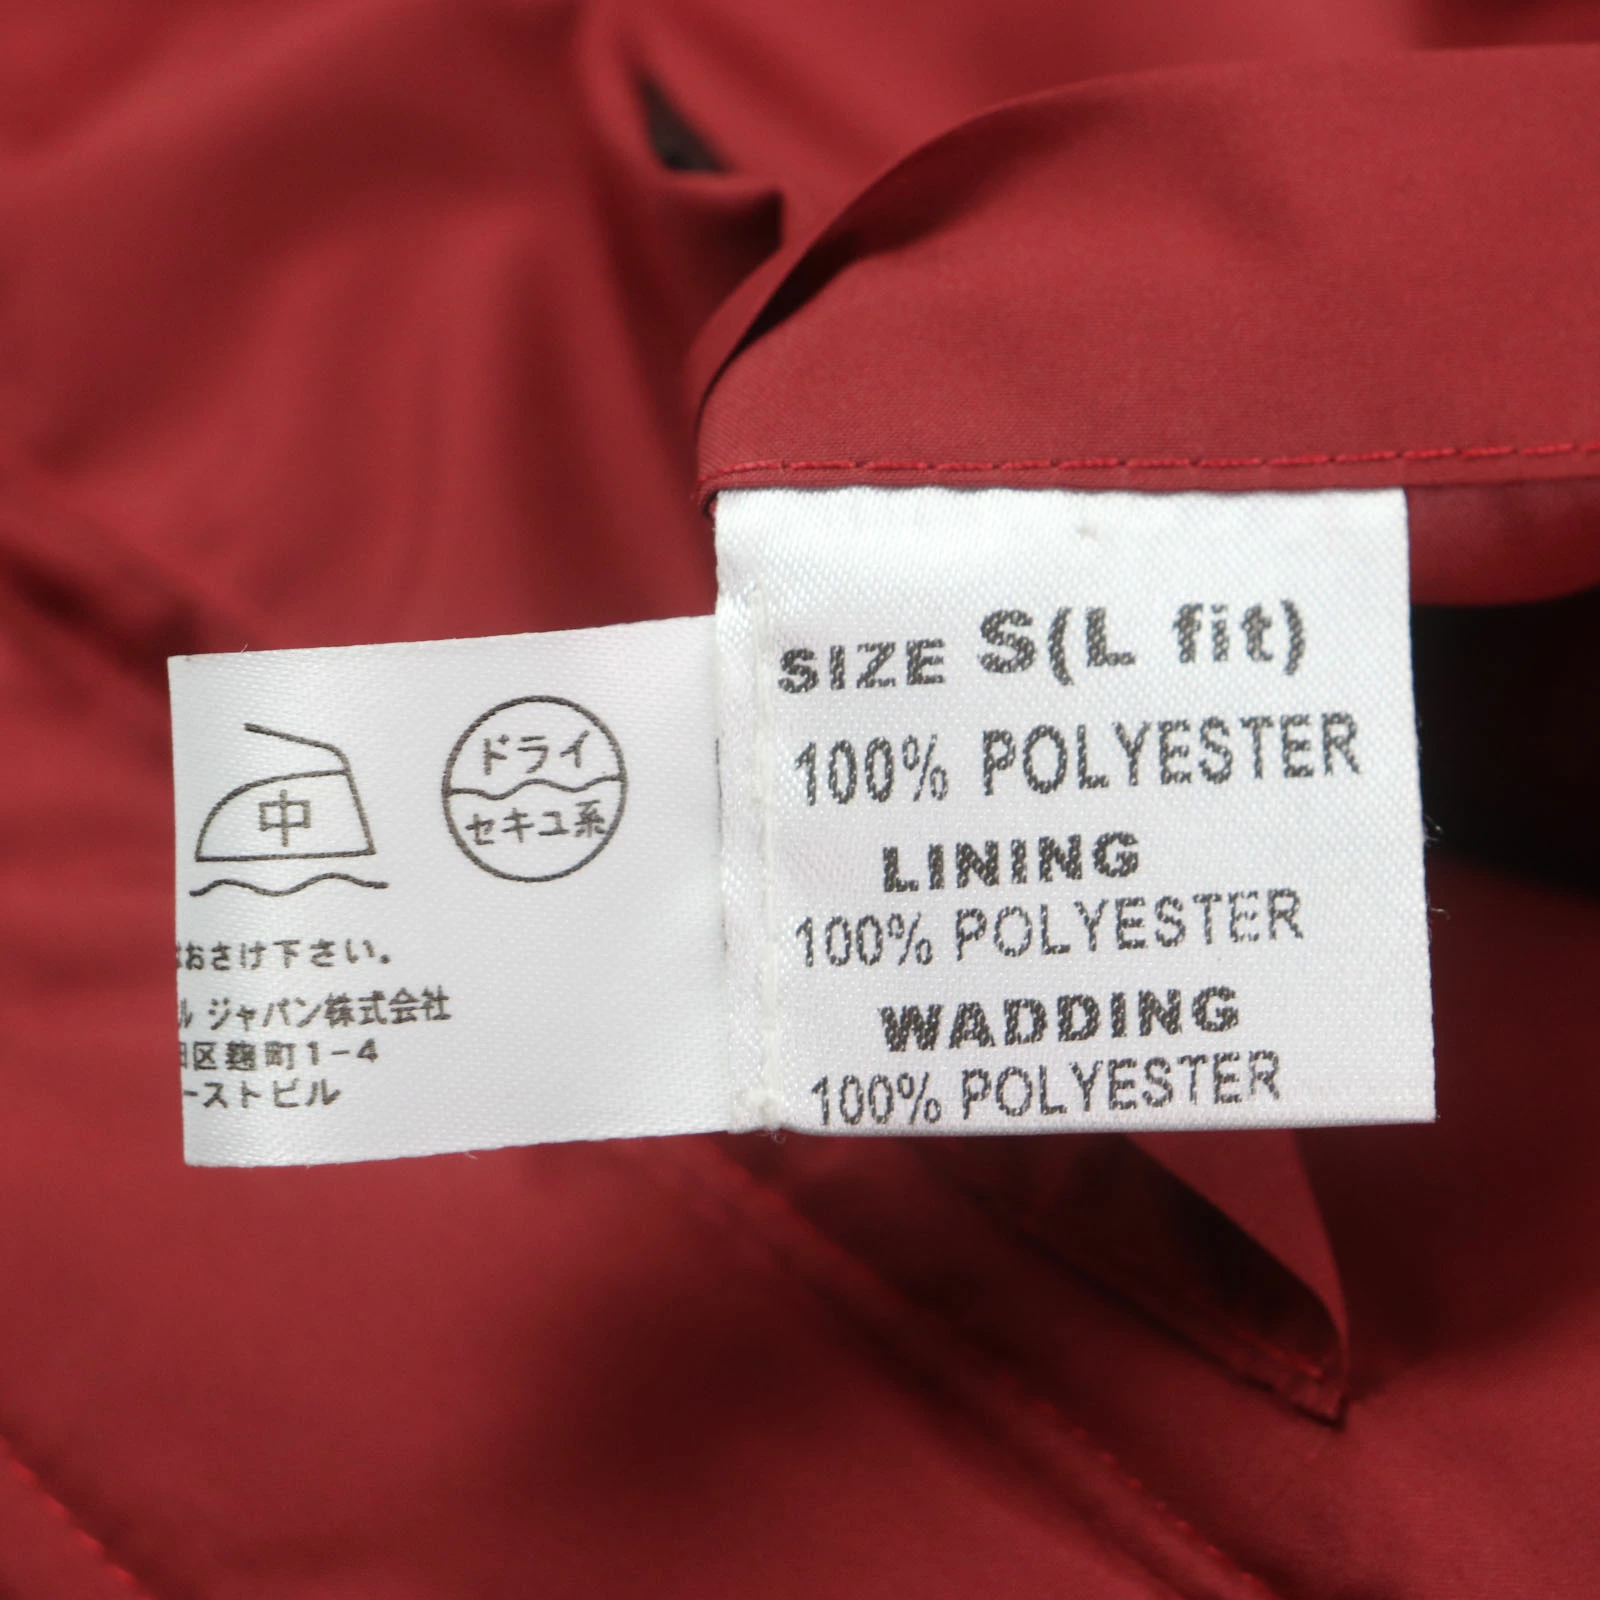 中
ドライ
セキユ系
おさけ下さい。
ル ジャパン株式会社
区麹町1-4
ーストビル
SIZE S(L fit)
100% POLYESTER
LINING
100% POLYESTER
WADDING
100% POLYESTER